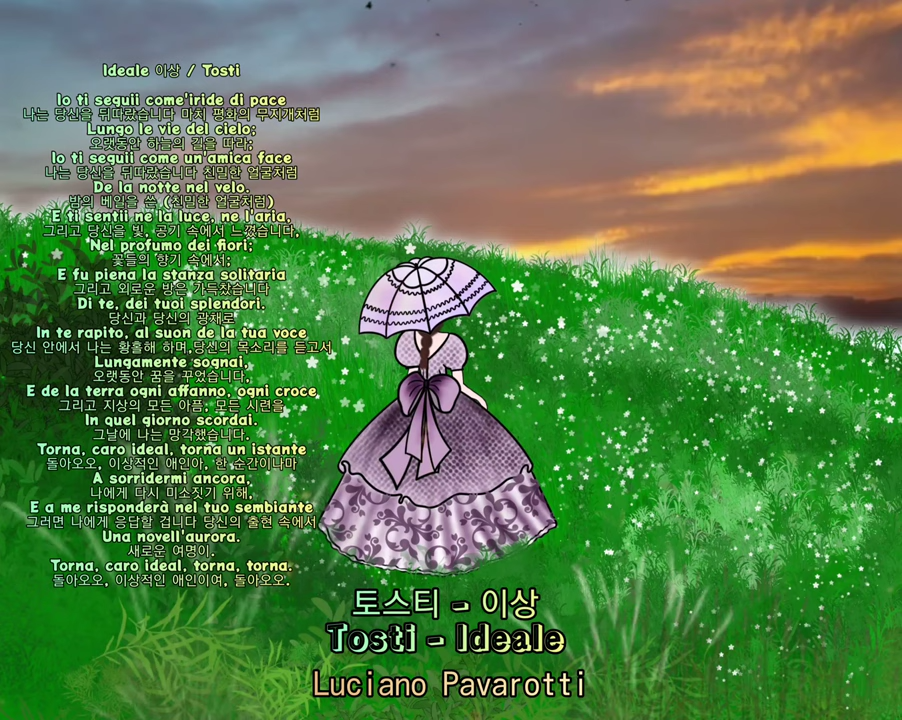 Ideale 이상 / Tosti
Io ti seguii come'iride di pace
나는 당신을 뒤따랐습니다 마치 평화의 무지개처럼
Lungo le vie del cielo:
오랫동안 하늘의 길을 따라:
Io ti seguii come un'amica face
나는 당신을 뒤따랐습니다 친밀한 얼굴처럼
De la notte nel velo.
밤의 베일을 쓴 (친밀한 얼굴처럼)
E ti sentii ne la luce, ne l'aria,
그리고 당신을 빛, 공기 속에서 느꼈습니다,
Nel profumo dei fiori;
꽃들의 향기 속에서;
E fu piena la stanza solitaria
그리고 외로운 방은 가득찼습니다
Di te, dei tuoi splendori.
당신과 당신의 광채로
In te rapito, al suon de la tua voce
당신 안에서 나는 황홀해 하며,당신의 목소리를 듣고서
Lungamente sognai,
오랫동안 꿈을 꾸었습니다,
E de la terra ogni affanno, ogni croce
그리고 지상의 모든 아픔, 모든 시련을
In quel giorno scordai.
그날에 나는 망각했습니다.
Torna, caro ideal, torna un istante
돌아오오, 이상적인 애인아, 한 순간이나마
A sorridermi ancora,
나에게 다시 미소짓기 위해,
E a me risponderà nel tuo sembiante
그러면 나에게 응답할 겁니다 당신의 출현 속에서
Una novell'aurora.
새로운 여명이.
Torna, caro ideal, torna, torna.
돌아오오, 이상적인 애인이여, 돌아오오.
토스티 - 이상
Tosti - Ideale
Luciano Pavarotti